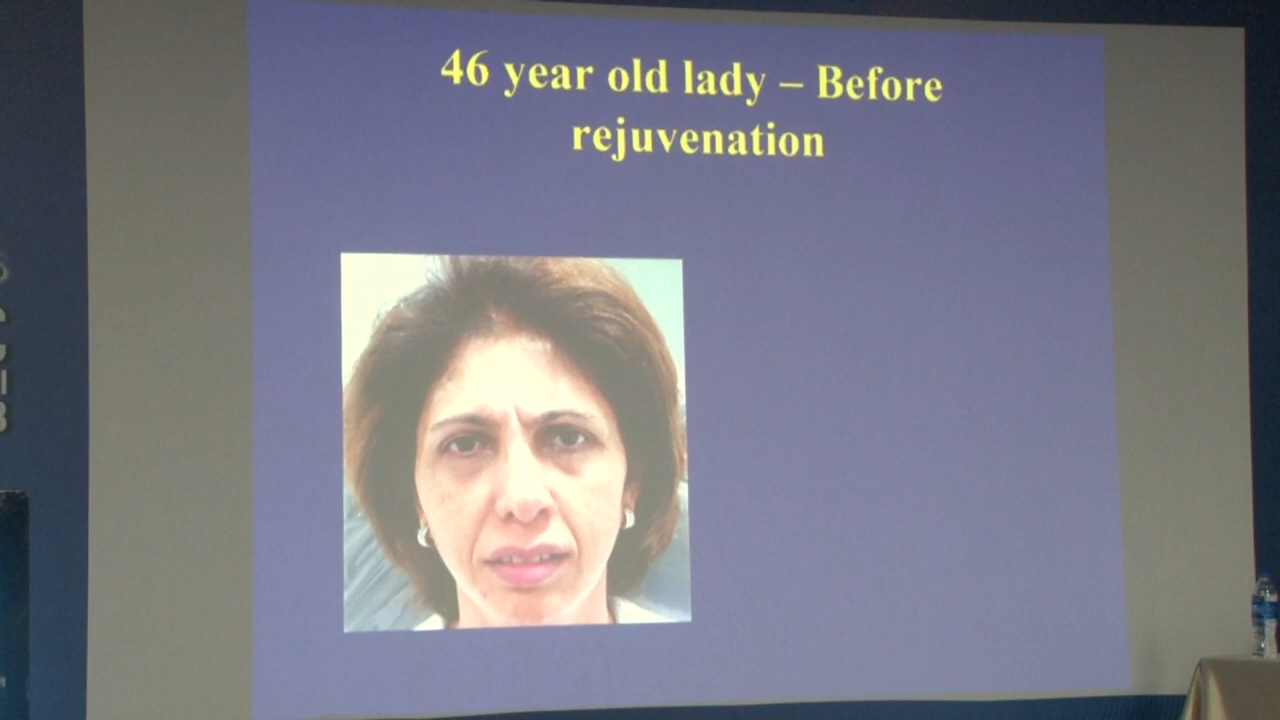 46 year old lady – Before
rejuvenation